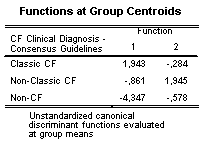 Functions at Group Centroids
Function
CF Clinical Diagnosis -
Consensus Guidelines 1 2
Classic CF 1,943 -,284
Non-Classic CF -,861 1,945
Non-CF -4,347 -,578
Unstandardized canonical
discriminant functions evaluated
at group means